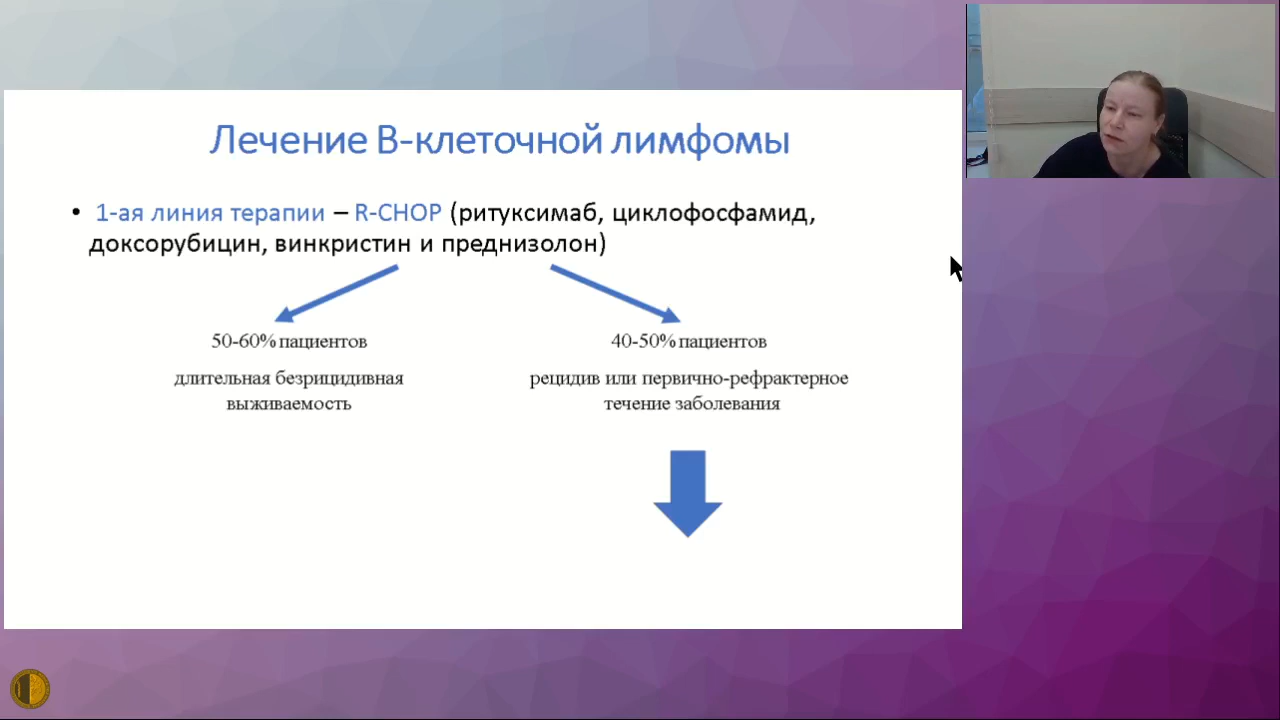 Лечение В-клеточной лимфомы
• 1-ая линия терапии – R-CHOP (ритуксимаб, циклофосфамид,
доксорубицин, винкристин и преднизолон)
50-60% пациентов
длительная безрицидивная
выживаемость
40-50% пациентов
рецидив или первично-рефрактерное
течение заболевания